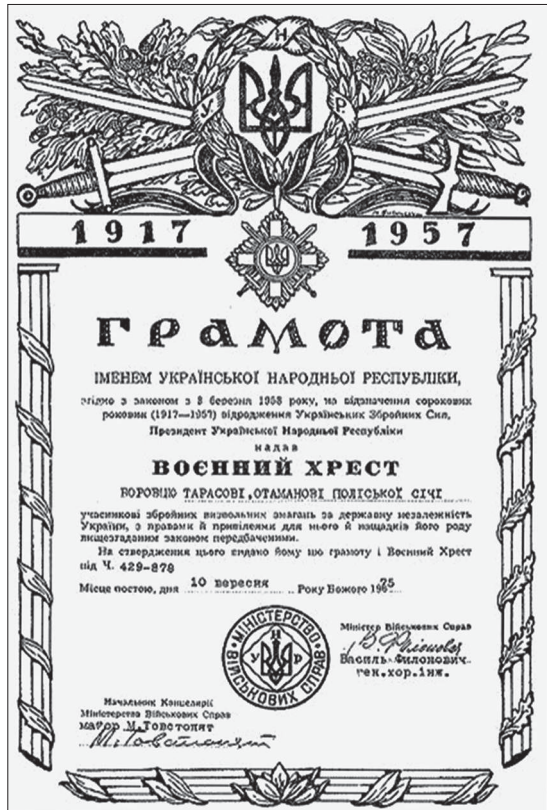 У Н Р
1917 1957
ГРАМОТА
ІМЕНЕМ УКРАЇНСЬКОЇ НАРОДНЬОЇ РЕСПУБЛІКИ,
згідно з законом з 8 березня 1958 року, на відзначення сорокових
роковин (1917—1957) відродження Українських Збройних Сил,
Президент Української Народньої Республіки
надав
ВОЄННИЙ ХРЕСТ
БОРОВЦЮ ТАРАСОВІ, ОТАМАНОВІ ПОЛІСЬКОЇ СІЧІ
учасникові збройних визвольних змагань за державну незалежність
України, з правами й привілеями для нього й нащадків його роду
вищезгаданим законом передбаченими.
На ствердження цього видано йому цю грамоту і Воєнний Хрест
під Ч. 429-878
Місце постою, дня 10 вересня Року Божого 1975
Міністер Військових Справ
Василь Филонович
ген.хор.інж.
МІНІСТЕРСТВО ВІЙСЬКОВИХ СПРАВ
У Н Р
Начальник Канцелярії
Міністерства Військових Справ
майор М.Товстопят